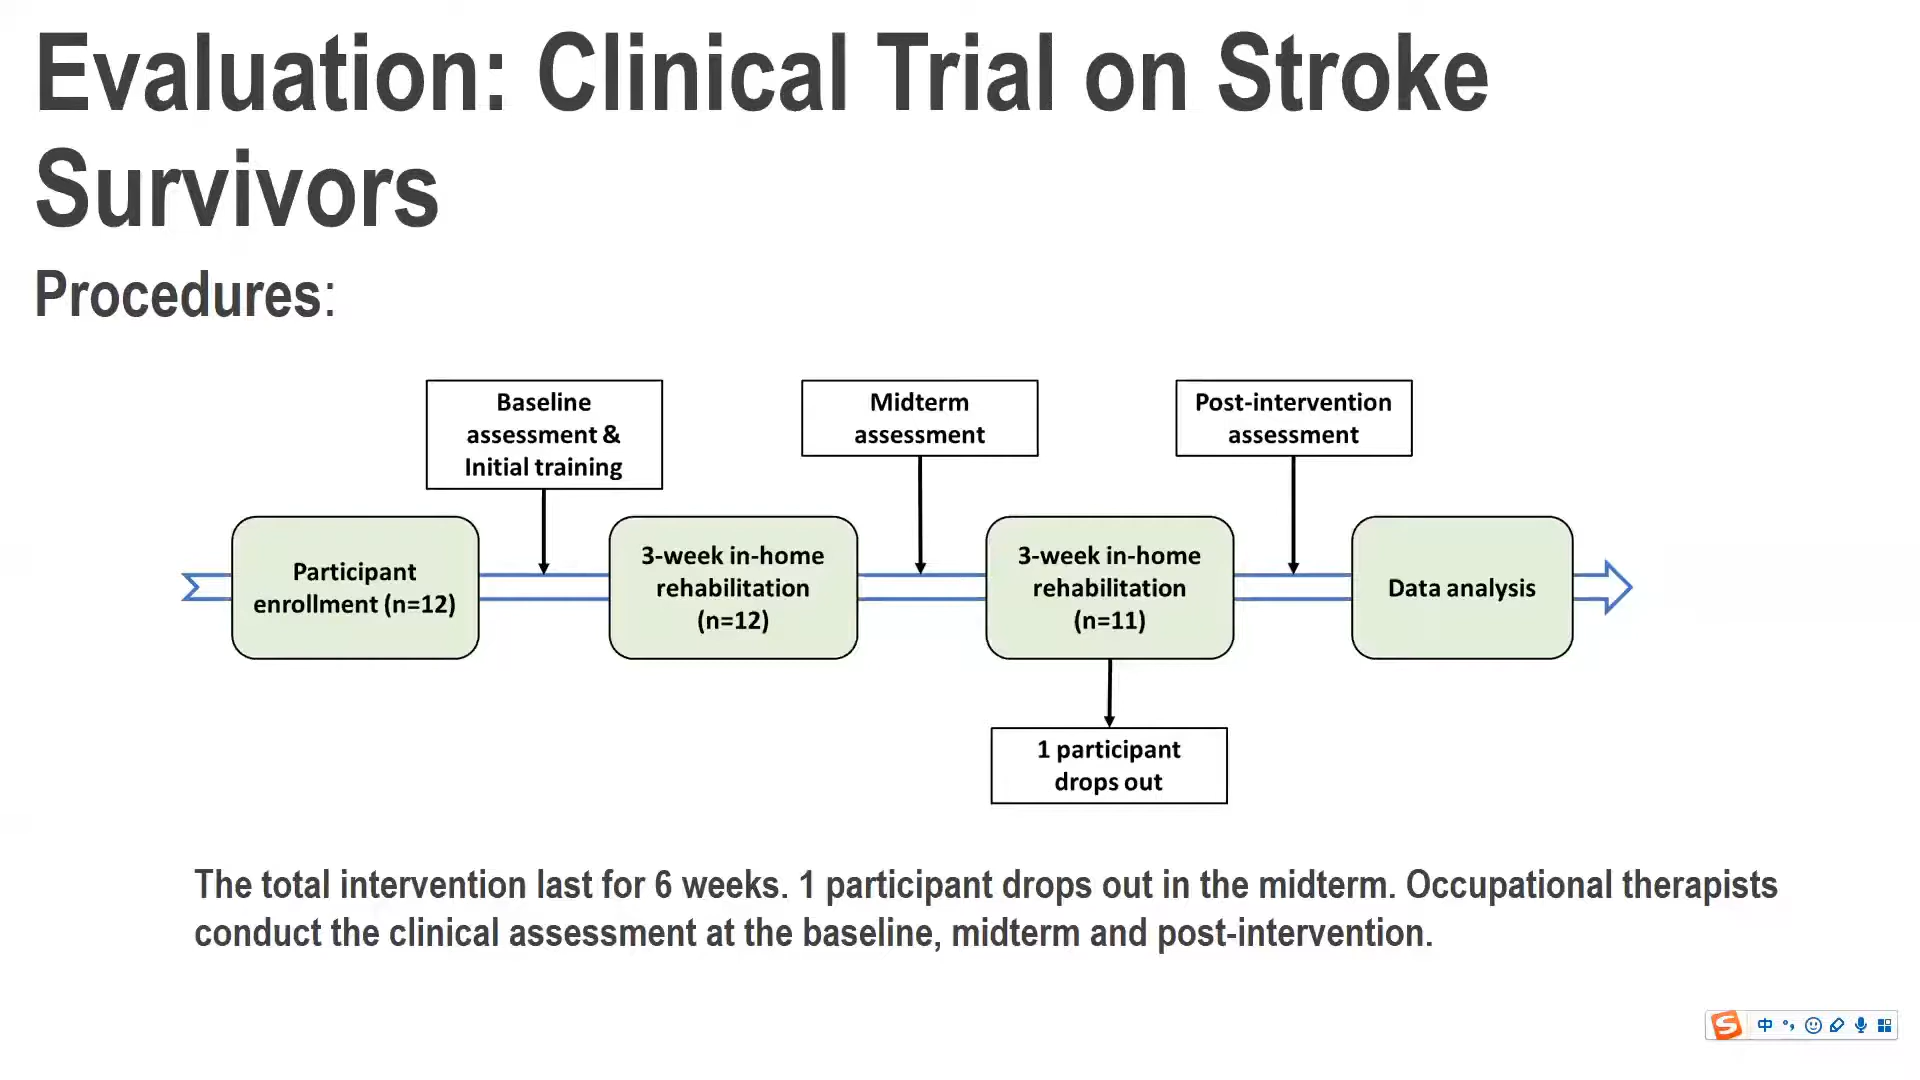 Evaluation: Clinical Trial on Stroke
Survivors
Procedures:
Baseline
assessment &
Initial training
Midterm
assessment
Post-intervention
assessment
Participant
enrollment (n=12)
3-week in-home
rehabilitation
(n=12)
3-week in-home
rehabilitation
(n=11)
Data analysis
1 participant
drops out
The total intervention last for 6 weeks. 1 participant drops out in the midterm. Occupational therapists
conduct the clinical assessment at the baseline, midterm and post-intervention.
S 中